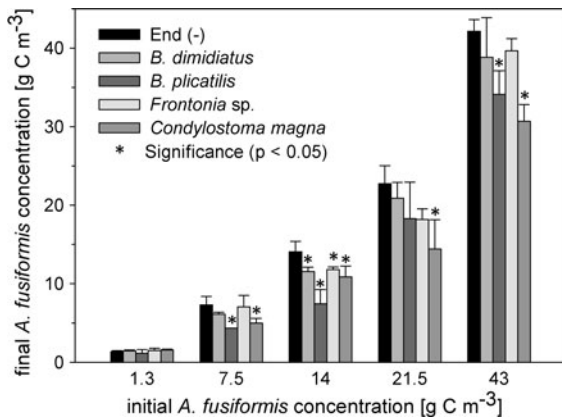 final A. fusiformis concentration [g C m⁻³]
40
30
20
10
0
End (-)
B. dimidiatus
B. plicatilis
Frontonia sp.
Condylostoma magna
* Significance (p < 0.05)
* *
* *
* * * *
*
* *
1.3 7.5 14 21.5 43
initial A. fusiformis concentration [g C m⁻³]